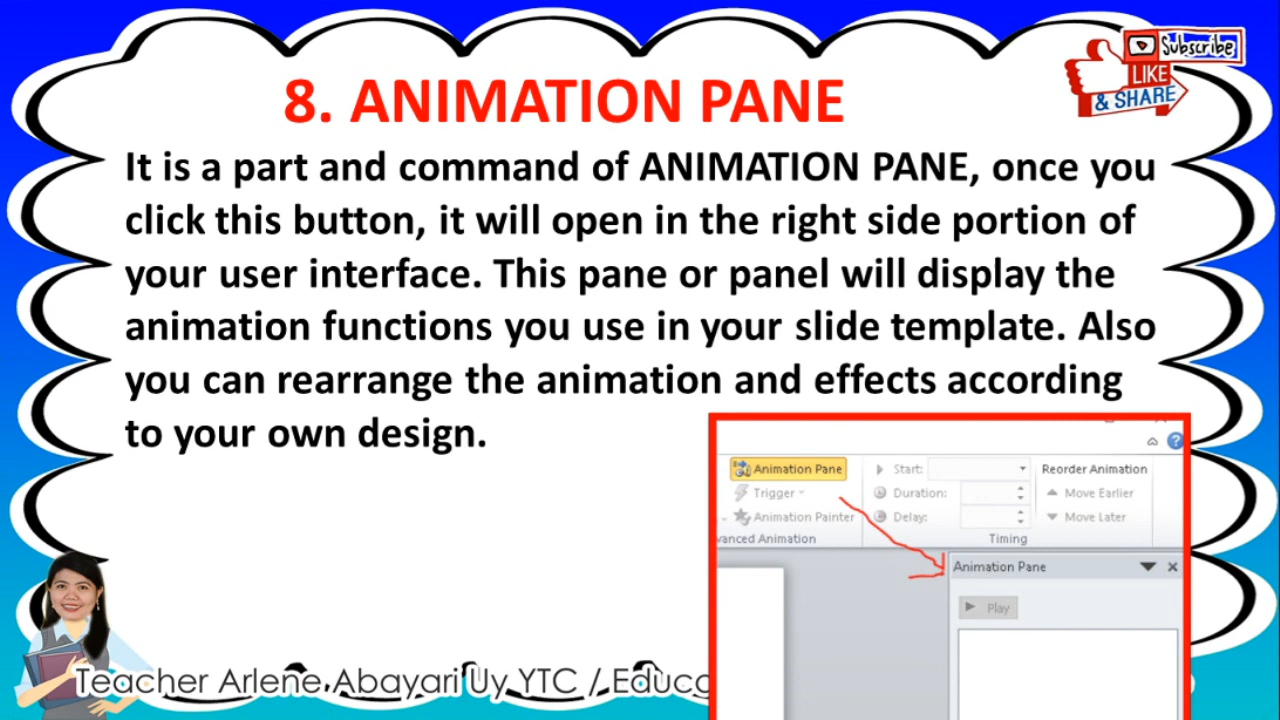 Subscribe
LIKE
& SHARE
8. ANIMATION PANE
It is a part and command of ANIMATION PANE, once you
click this button, it will open in the right side portion of
your user interface. This pane or panel will display the
animation functions you use in your slide template. Also
you can rearrange the animation and effects according
to your own design.
Animation Pane
Start:
Reorder Animation
Trigger
Duration:
Move Earlier
Animation Painter
Delay:
Move Later
vanced Animation
Timing
Animation Pane
Play
Teacher Arlene Abayari Uy YTC / Educa